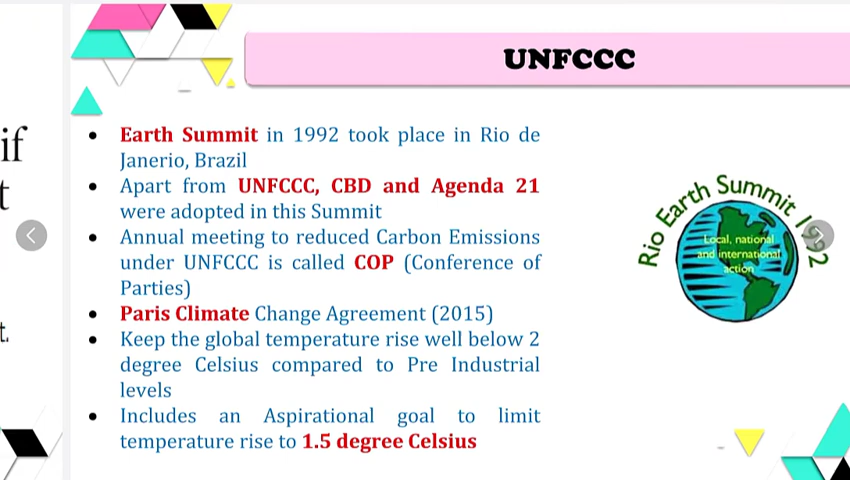 UNFCCC
if
t
t.
• Earth Summit in 1992 took place in Rio de
Janerio, Brazil
• Apart from UNFCCC, CBD and Agenda 21
were adopted in this Summit
• Annual meeting to reduced Carbon Emissions
under UNFCCC is called COP (Conference of
Parties)
• Paris Climate Change Agreement (2015)
• Keep the global temperature rise well below 2
degree Celsius compared to Pre Industrial
levels
• Includes an Aspirational goal to limit
temperature rise to 1.5 degree Celsius
Rio Earth Summit 1992
Local, national
and international
action